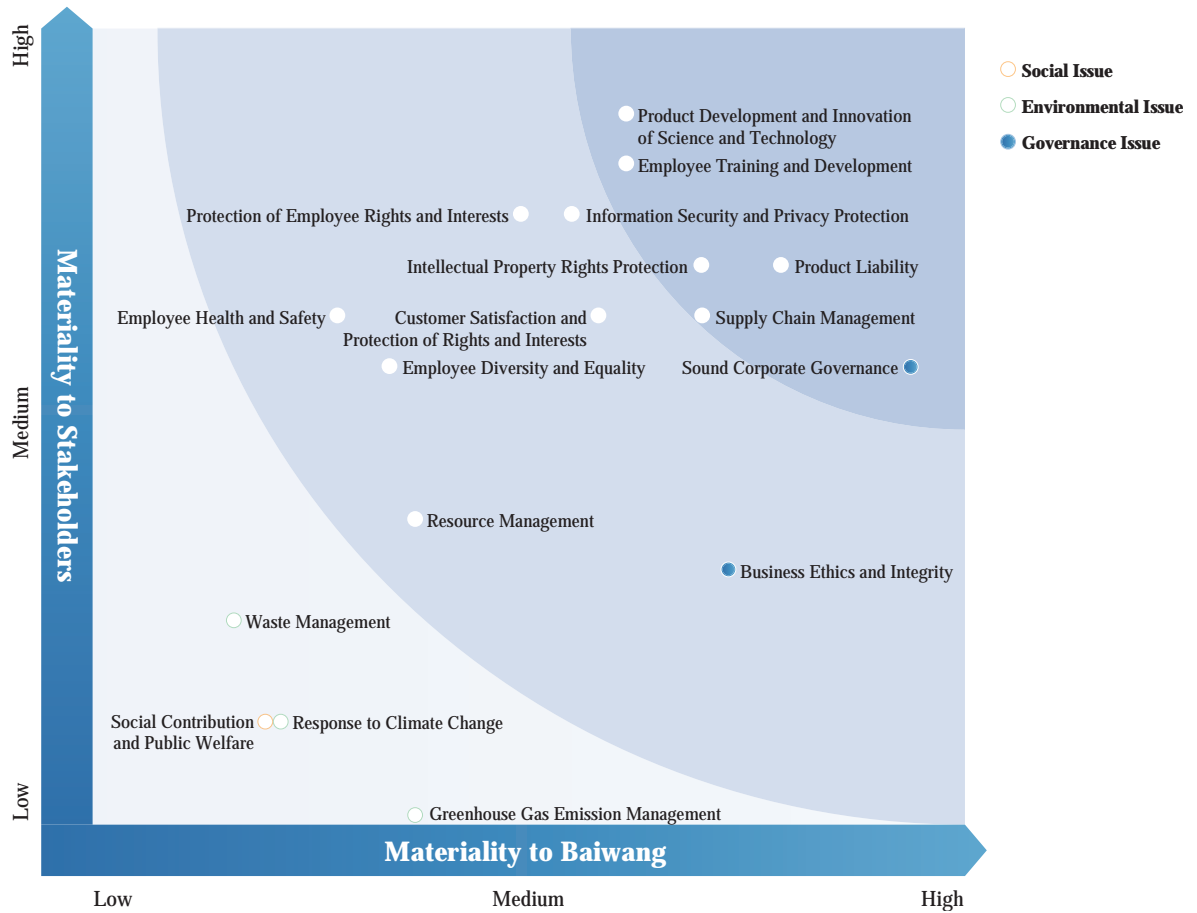 High
Social Issue
Environmental Issue
Governance Issue
Product Development and Innovation
of Science and Technology
Employee Training and Development
Protection of Employee Rights and Interests
Information Security and Privacy Protection
Intellectual Property Rights Protection
Product Liability
Employee Health and Safety
Customer Satisfaction and
Protection of Rights and Interests
Supply Chain Management
Employee Diversity and Equality
Sound Corporate Governance
Medium
Materiality to Stakeholders
Resource Management
Business Ethics and Integrity
Waste Management
Social Contribution
and Public Welfare
Response to Climate Change
Low
Greenhouse Gas Emission Management
Materiality to Baiwang
Low
Medium
High